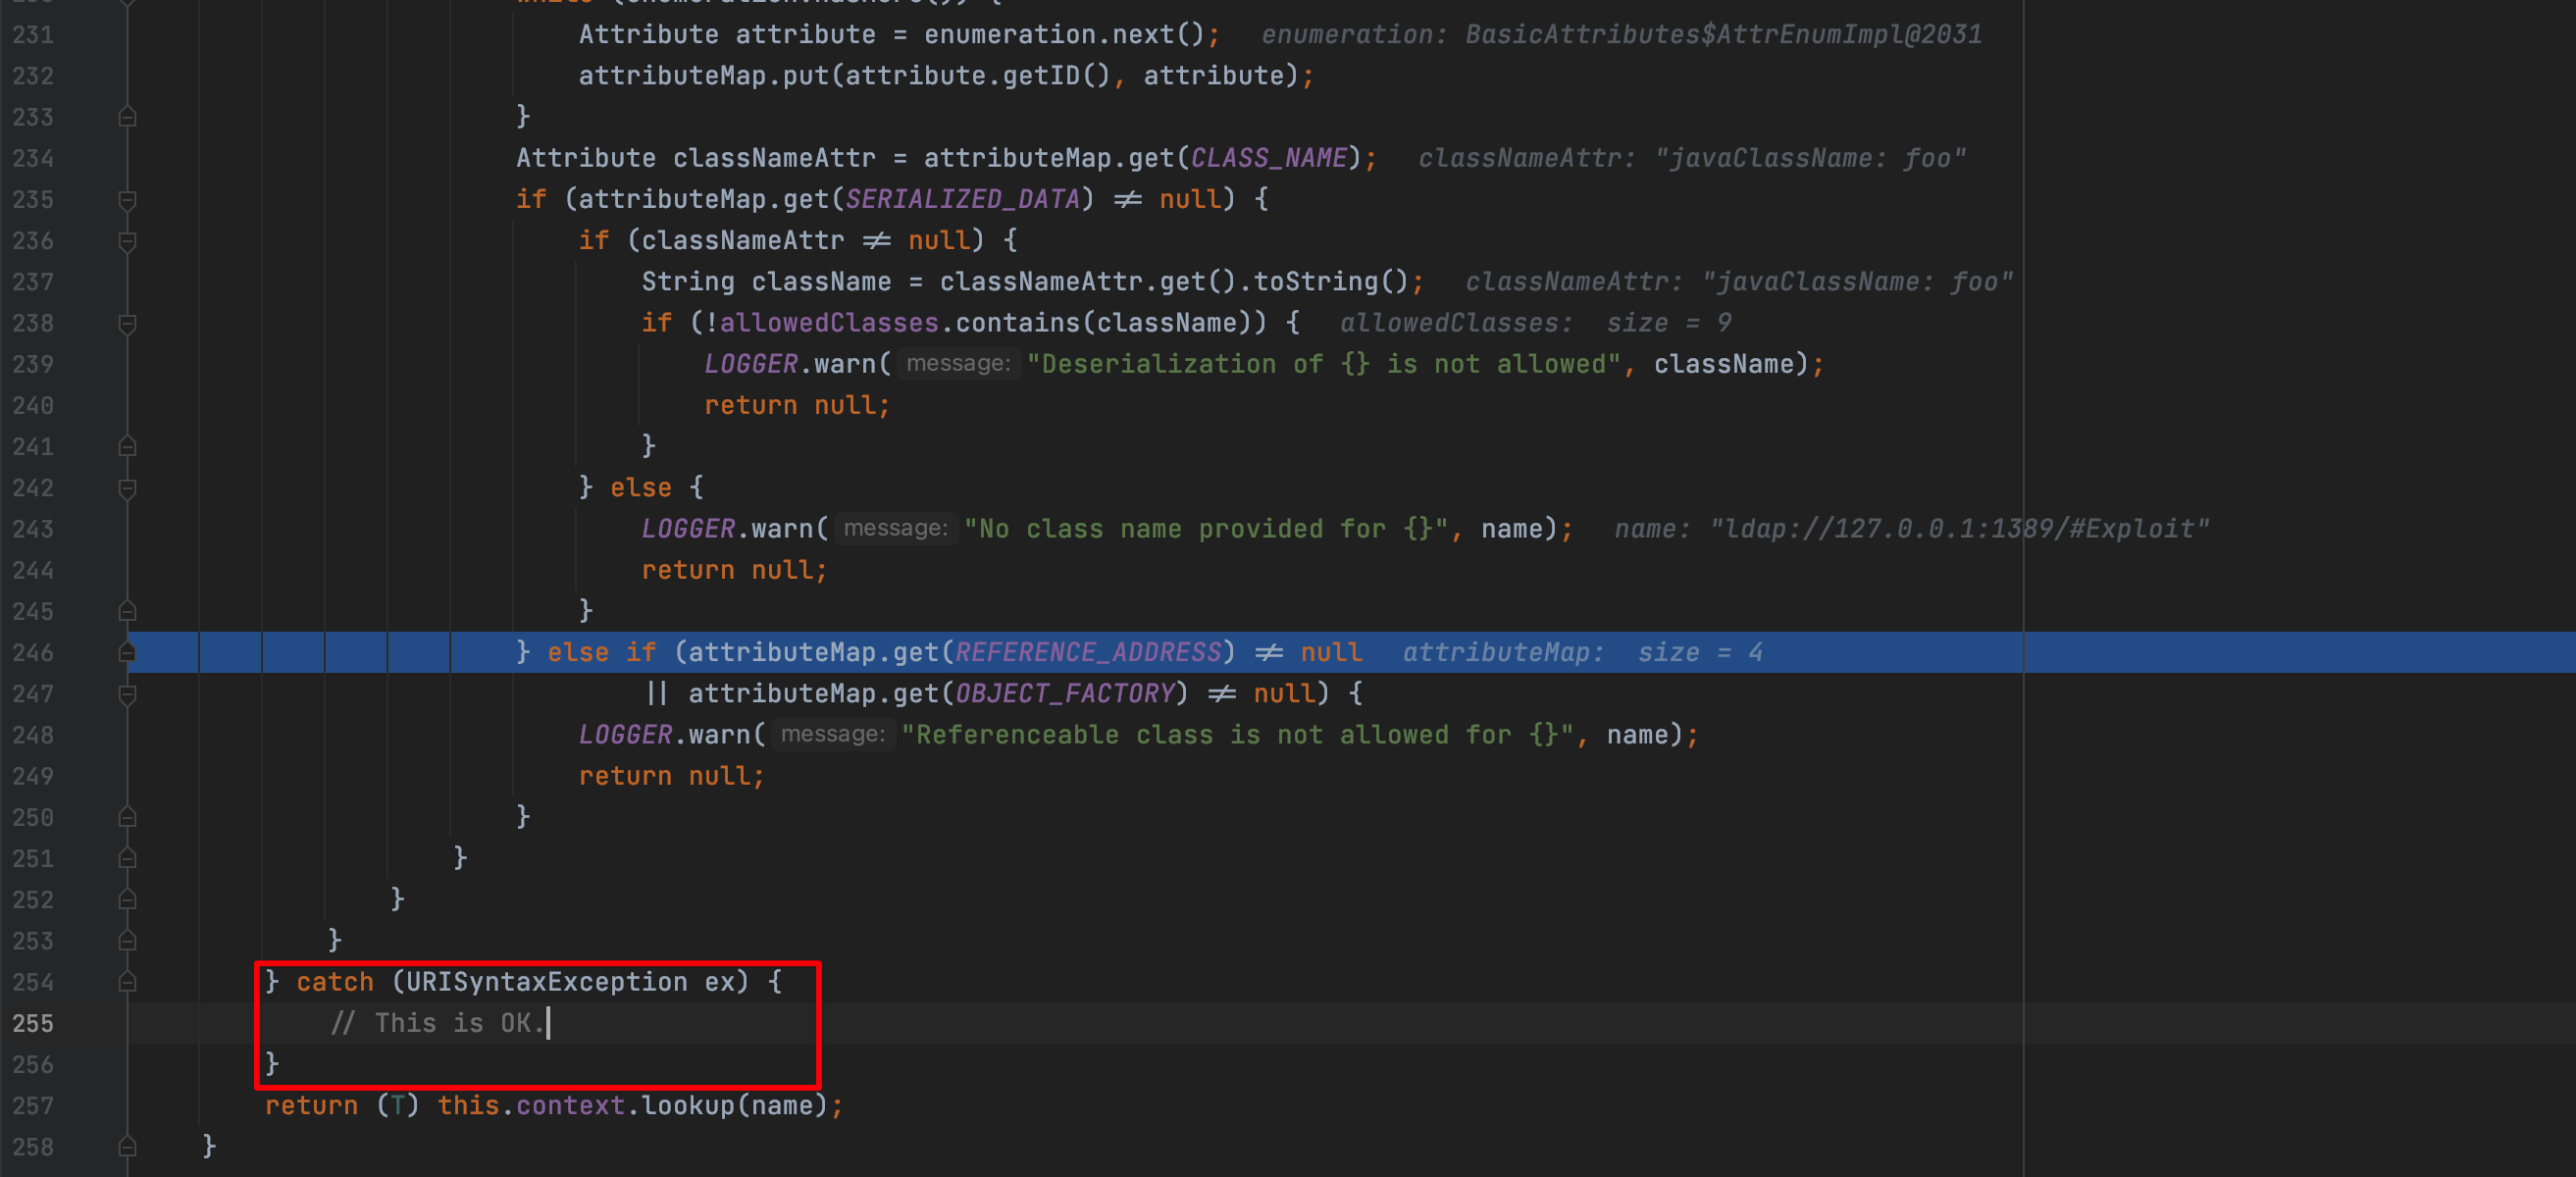 231 Attribute attribute = enumeration.next(); enumeration: BasicAttributes$AttrEnumImpl@2031
232 attributeMap.put(attribute.getID(), attribute);
233 }
234 Attribute classNameAttr = attributeMap.get(CLASS_NAME); classNameAttr: "javaClassName: foo"
235 if (attributeMap.get(SERIALIZED_DATA) != null) {
236 if (classNameAttr != null) {
237 String className = classNameAttr.get().toString(); classNameAttr: "javaClassName: foo"
238 if (!allowedClasses.contains(className)) { allowedClasses: size = 9
239 LOGGER.warn( message: "Deserialization of {} is not allowed", className);
240 return null;
241 }
242 } else {
243 LOGGER.warn( message: "No class name provided for {}", name); name: "ldap://127.0.0.1:1389/#Exploit"
244 return null;
245 }
246 } else if (attributeMap.get(REFERENCE_ADDRESS) != null attributeMap: size = 4
247 || attributeMap.get(OBJECT_FACTORY) != null) {
248 LOGGER.warn( message: "Referenceable class is not allowed for {}", name);
249 return null;
250 }
251 }
252 }
253 }
254 } catch (URISyntaxException ex) {
255 // This is OK.
256 }
257 return (T) this.context.lookup(name);
258 }